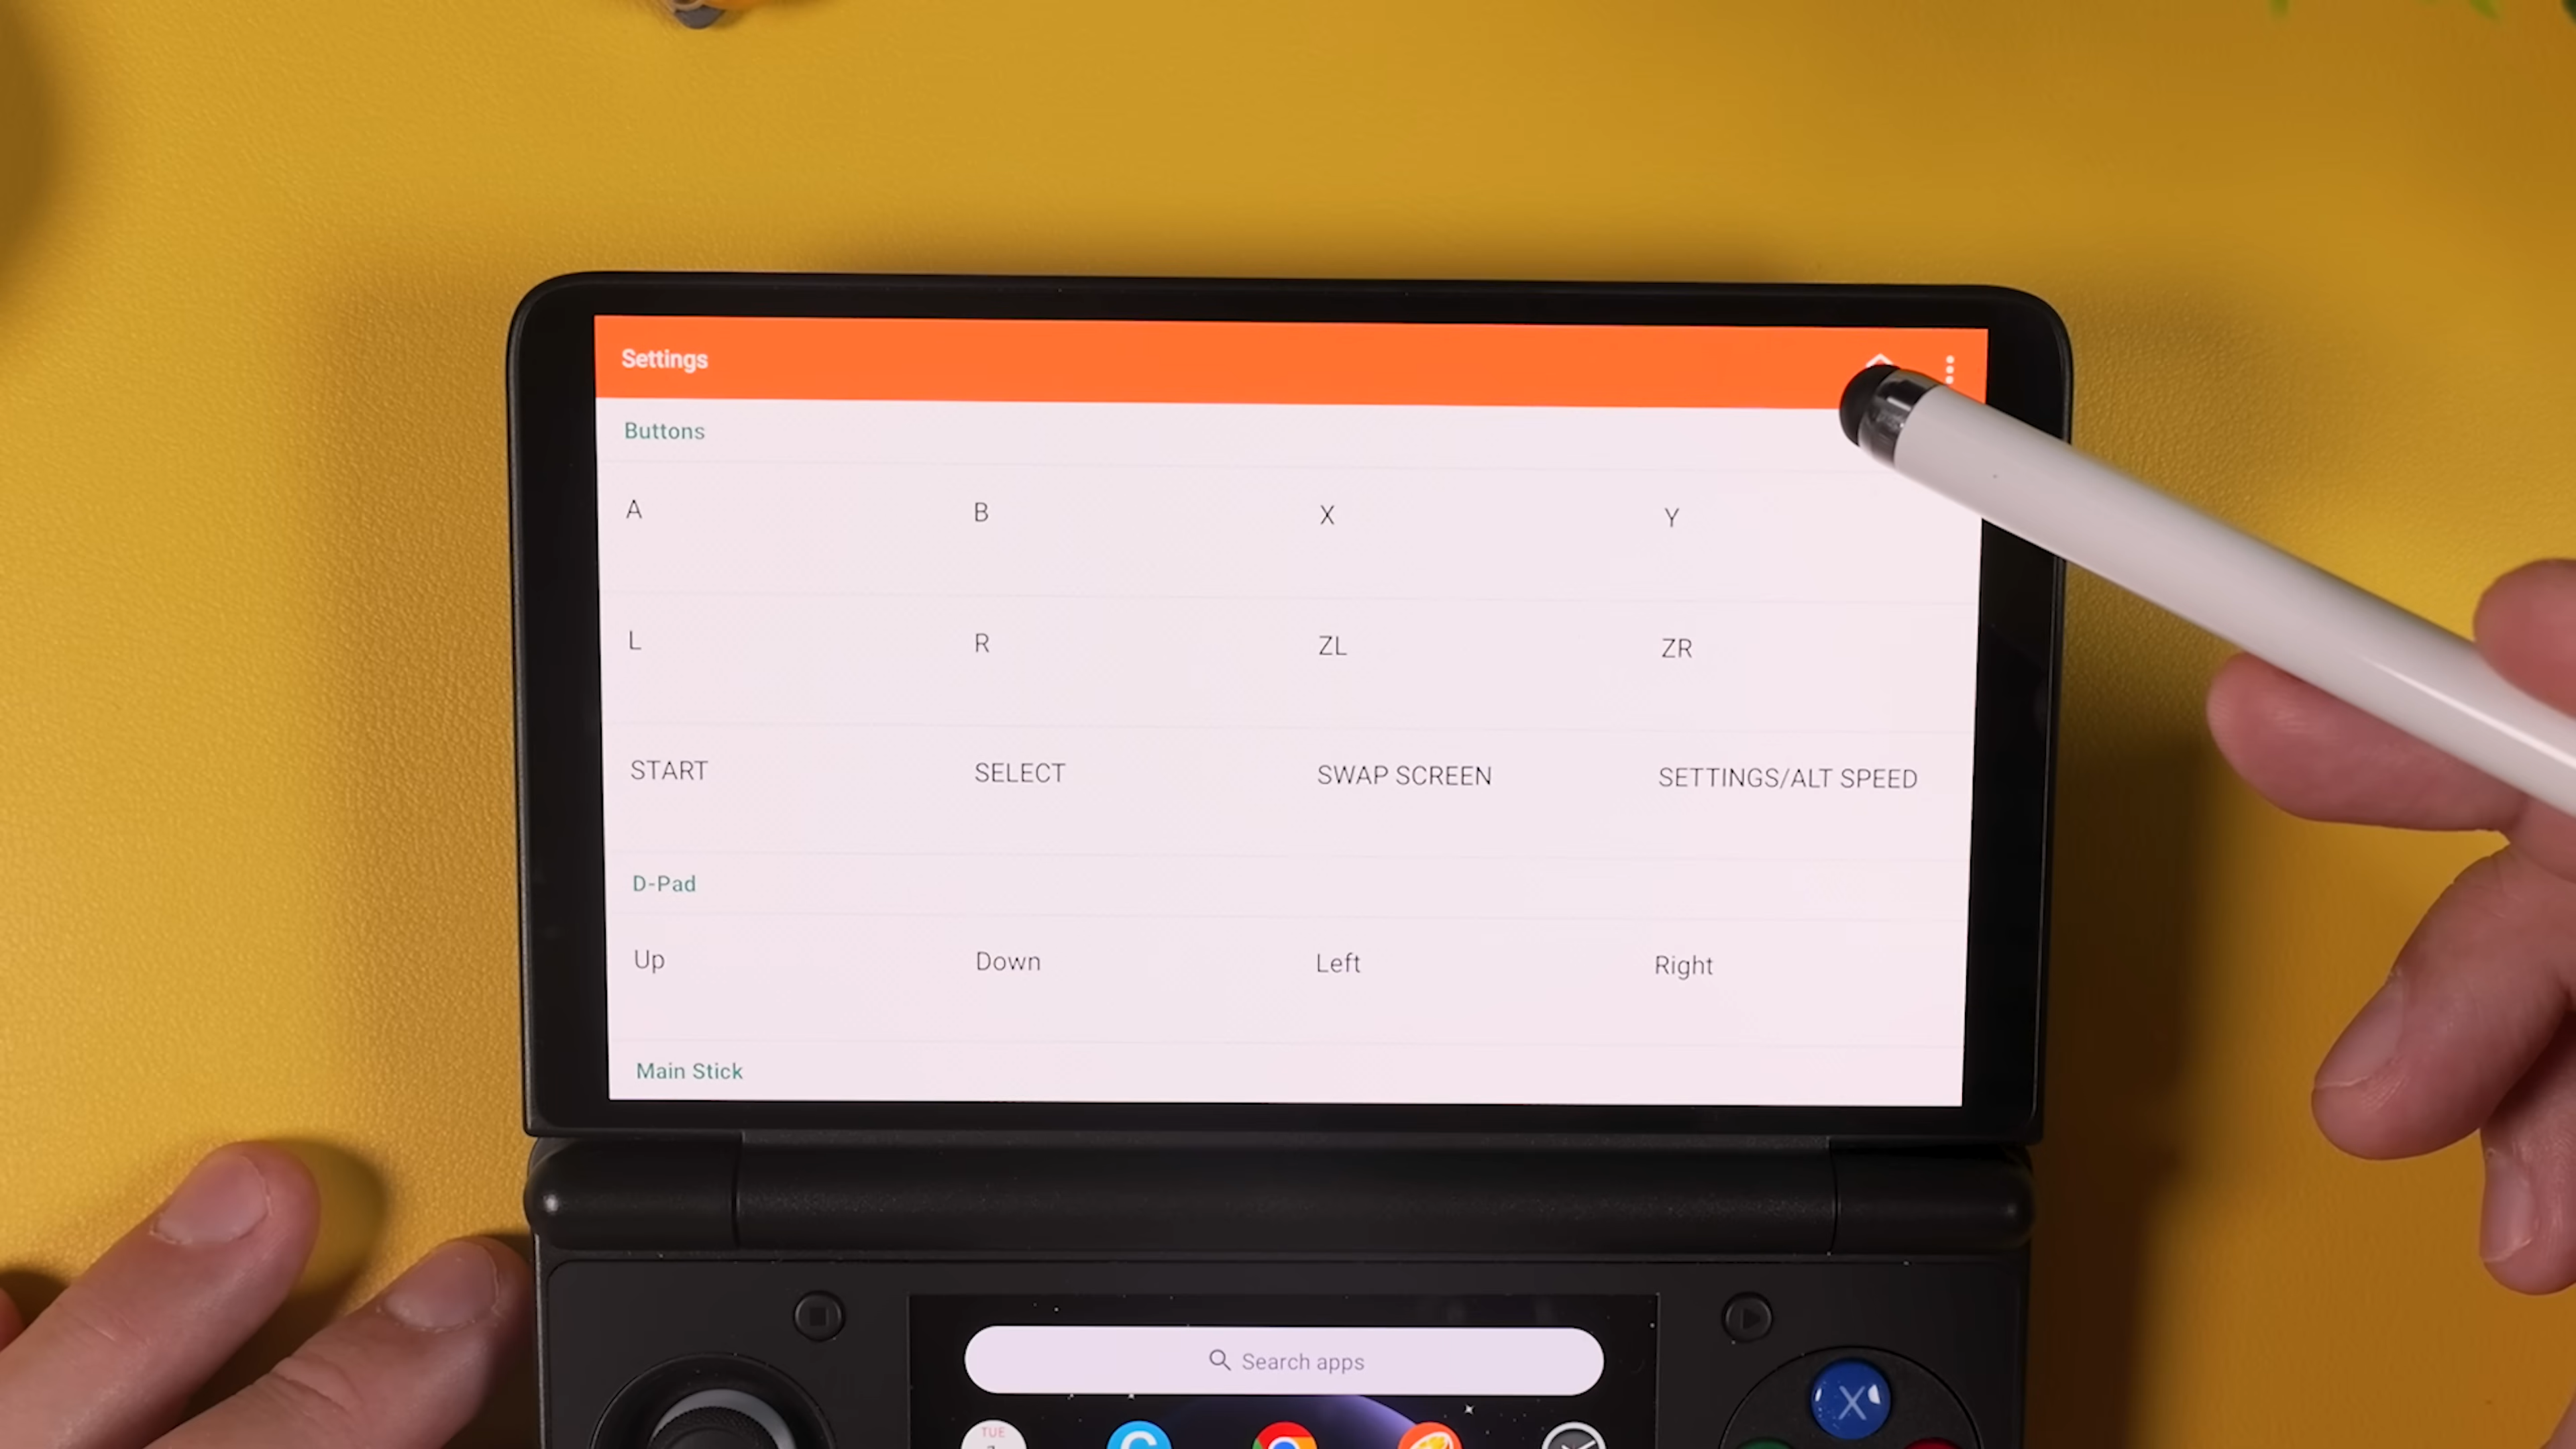 Settings
Buttons
A B X Y
L R ZL ZR
START SELECT SWAP SCREEN SETTINGS/ALT SPEED
D-Pad
Up Down Left Right
Main Stick
Search apps
TUE
X